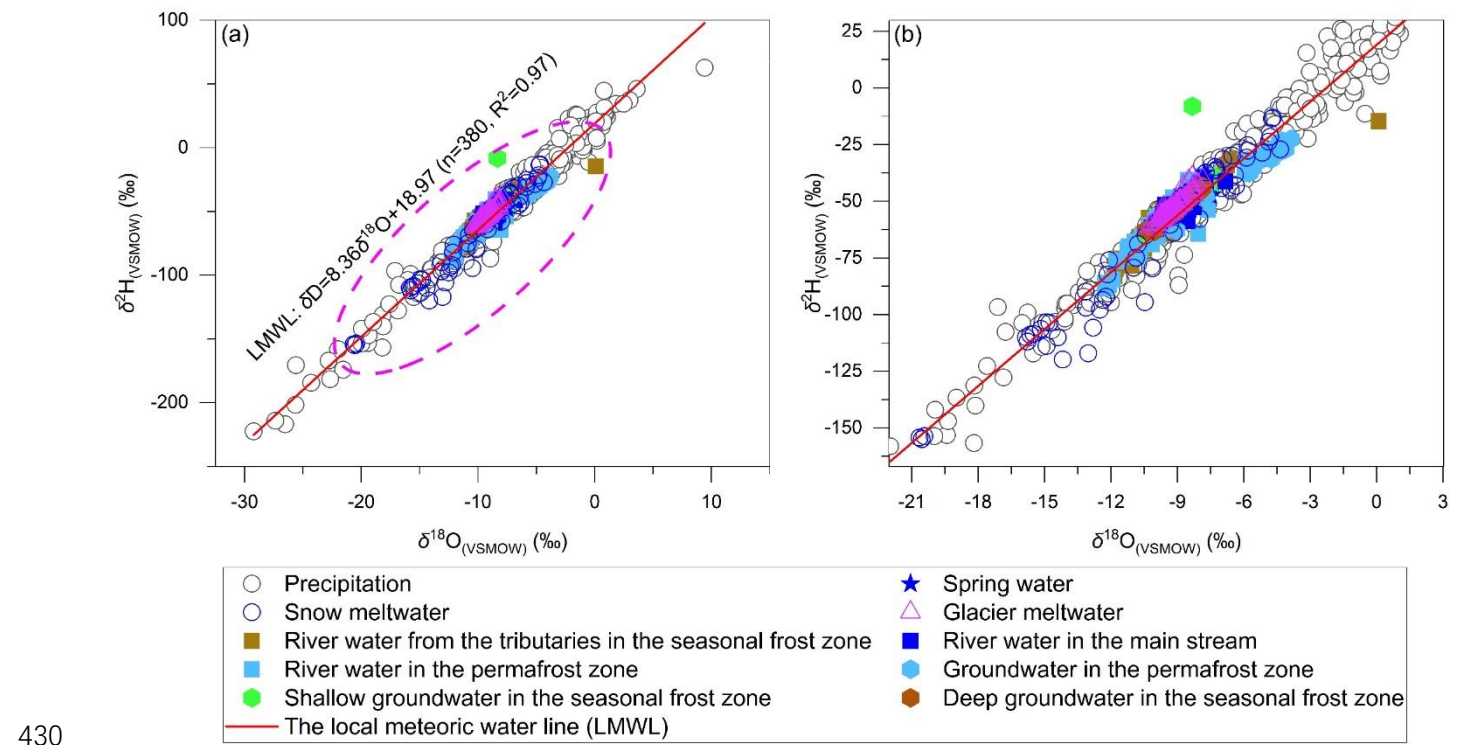 (a)
100
0
-100
-200
δ²H(VSMOW) (‰)
LMWL: δD=8.36δ¹⁸O+18.97 (n=380, R²=0.97)
-30
-20
-10
0
10
δ¹⁸O(VSMOW) (‰)
(b)
25
0
-25
-50
-75
-100
-125
-150
δ²H(VSMOW) (‰)
-21
-18
-15
-12
-9
-6
-3
0
3
δ¹⁸O(VSMOW) (‰)
Precipitation
Snow meltwater
River water from the tributaries in the seasonal frost zone
River water in the permafrost zone
Shallow groundwater in the seasonal frost zone
The local meteoric water line (LMWL)
Spring water
Glacier meltwater
River water in the main stream
Groundwater in the permafrost zone
Deep groundwater in the seasonal frost zone
430